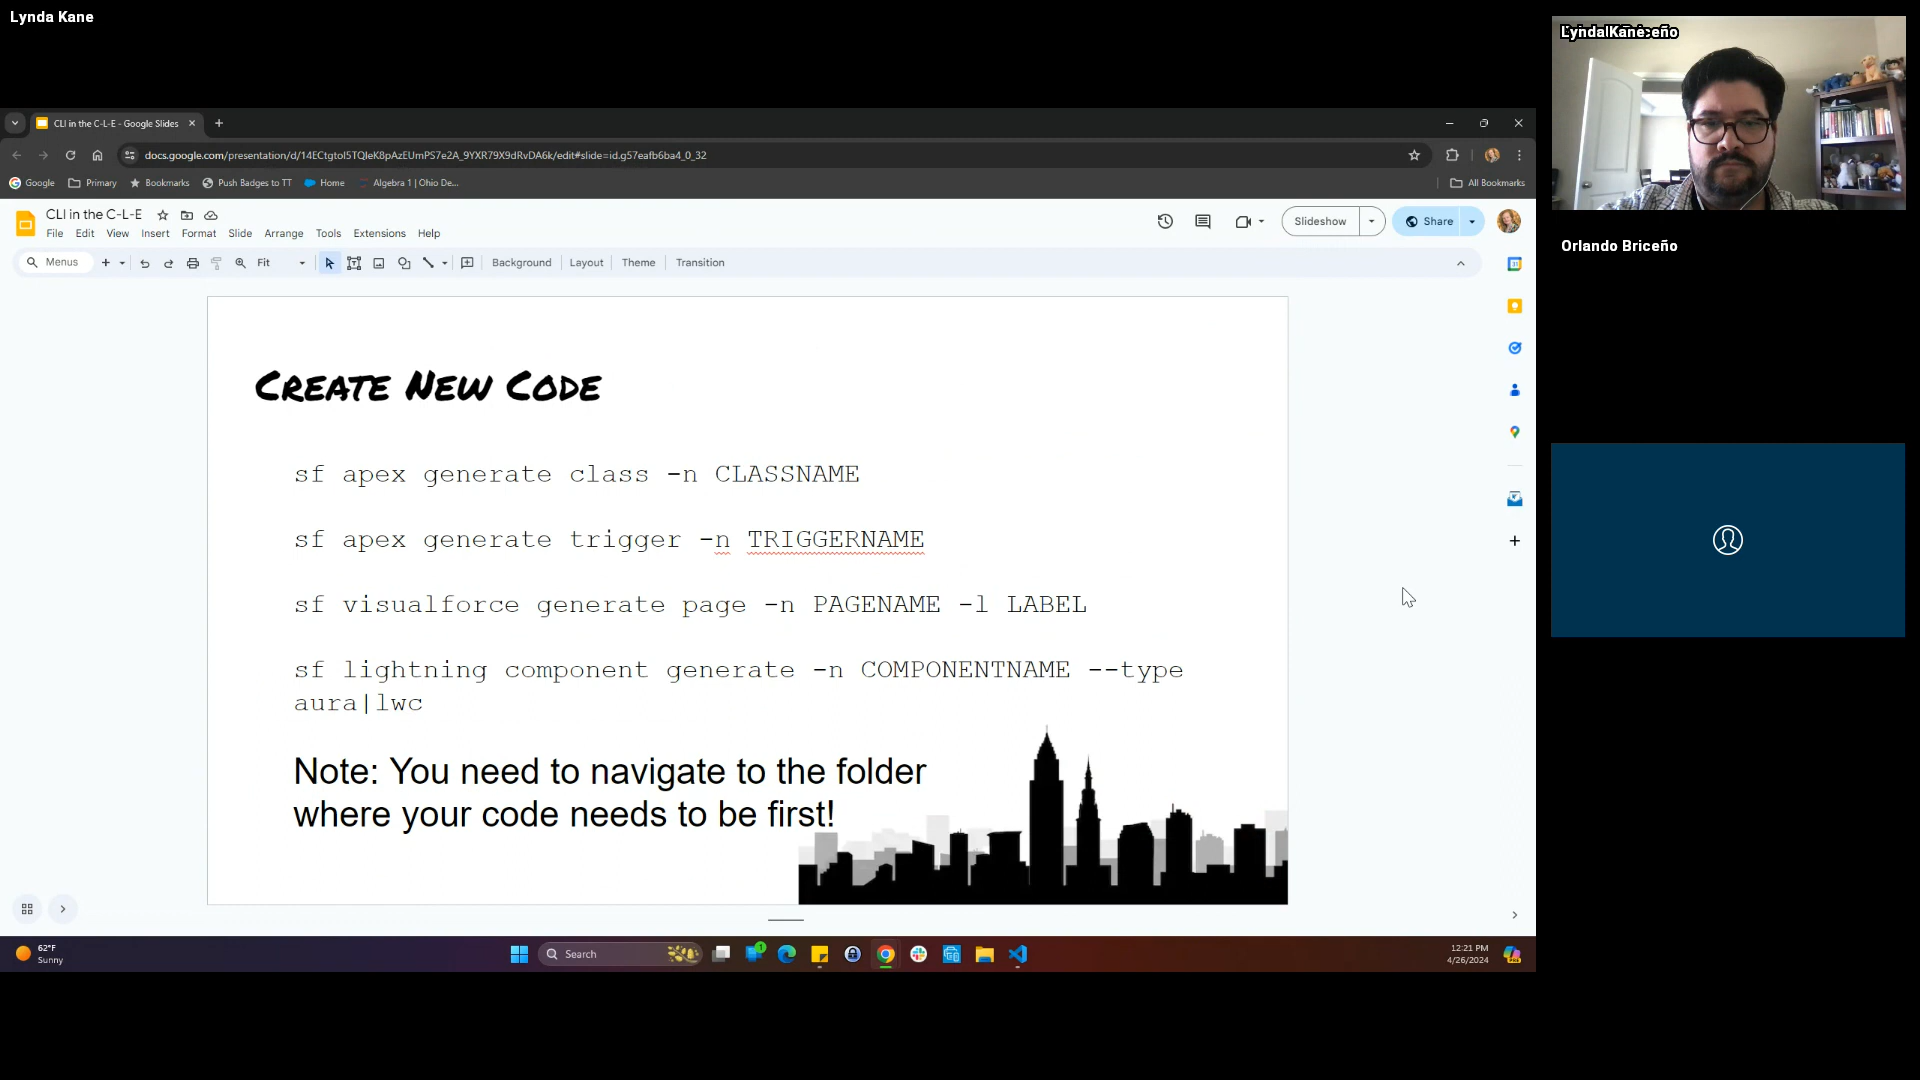 Lynda Kane
CLI in the C-L-E - Google Slides
docs.google.com/presentation/d/14ECtgtoI5TQleK8pAzEUmPS7e2A_9YXR79X9dRvDA6k/edit#slide=id.g57eafb6ba4_0_32
Google Primary Bookmarks Push Badges to TT Home Algebra 1 | Ohio De... All Bookmarks
CLI in the C-L-E
File Edit View Insert Format Slide Arrange Tools Extensions Help
Slideshow Share
Menus Fit Background Layout Theme Transition
Create New Code
sf apex generate class -n CLASSNAME
sf apex generate trigger -n TRIGGERNAME
sf visualforce generate page -n PAGENAME -l LABEL
sf lightning component generate -n COMPONENTNAME --type
aura|lwc
Note: You need to navigate to the folder
where your code needs to be first!
62°F
Sunny
Search
12:21 PM
4/26/2024
Orlando Briceño